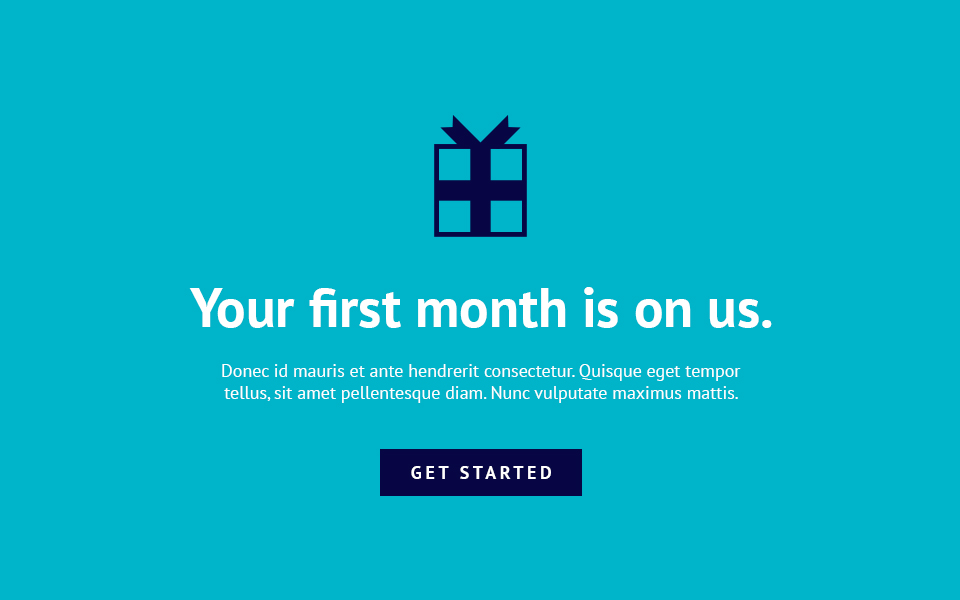 Your first month is on us.
Donec id mauris et ante hendrerit consectetur. Quisque eget tempor
tellus, sit amet pellentesque diam. Nunc vulputate maximus mattis.
GET STARTED